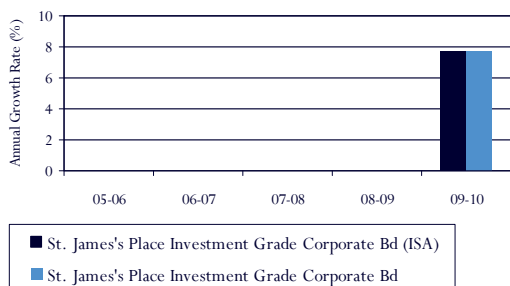 Annual Growth Rate (%)
10
8
6
4
2
0
05-06 06-07 07-08 08-09 09-10
St. James's Place Investment Grade Corporate Bd (ISA)
St. James's Place Investment Grade Corporate Bd